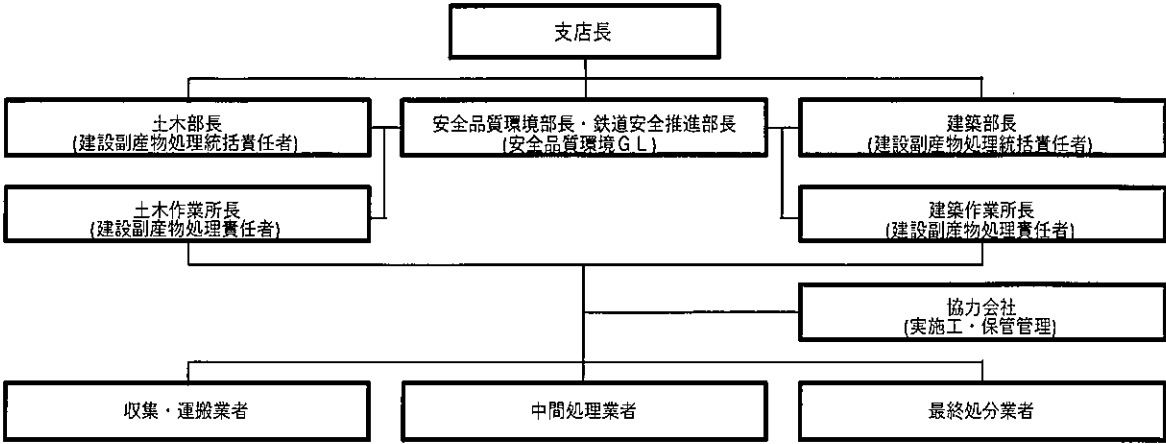 支店長
土木部長
(建設副産物処理統括責任者)
安全品質環境部長・鉄道安全推進部長
(安全品質環境ＧＬ)
建築部長
(建設副産物処理統括責任者)
土木作業所長
(建設副産物処理責任者)
建築作業所長
(建設副産物処理責任者)
協力会社
(実施工・保管管理)
収集・運搬業者
中間処理業者
最終処分業者